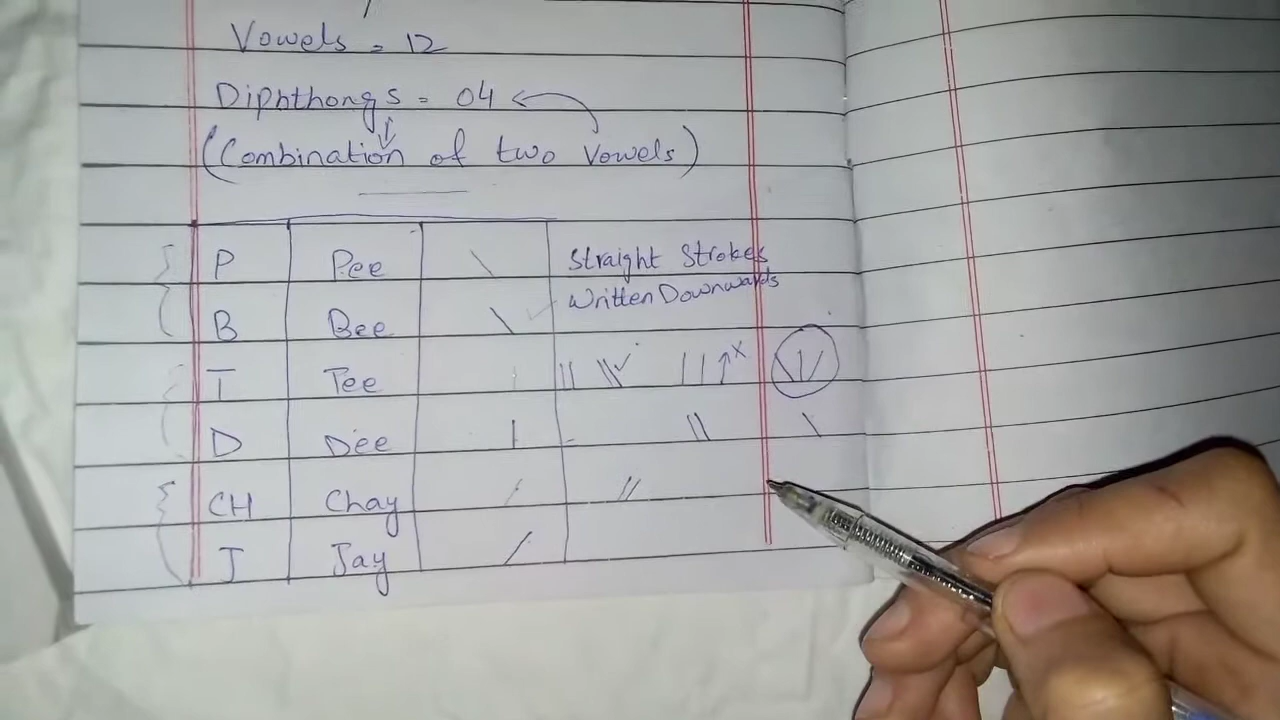 Vowels = 12
Diphthongs = 04
(Combination of two vowels)
P Pee Straight Strokes
Written Downwards
B Bee
T Tee
D Dee
CH Chay
J Jay